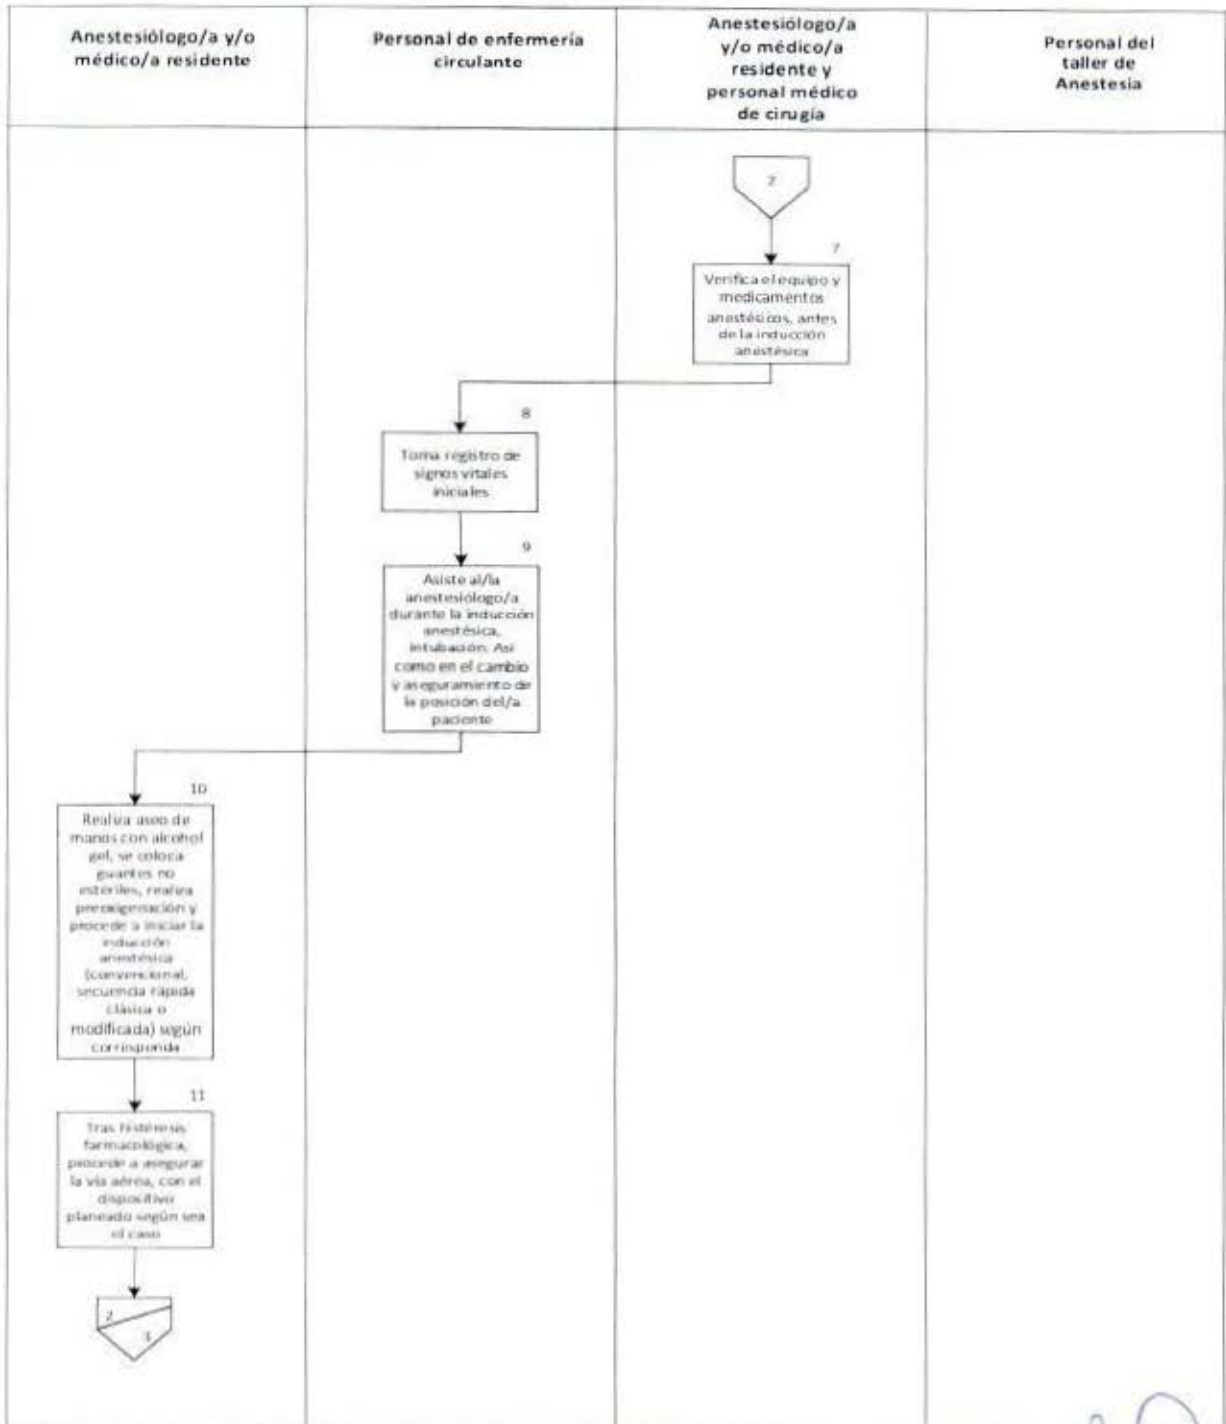 Anestesiólogo/a y/o
médico/a residente
Personal de enfermería
circulante
Anestesiólogo/a
y/o médico/a
residente y
personal médico
de cirugía
Personal del
taller de
Anestesia
2
7
Verifica el equipo y
medicamentos
anestésicos, antes
de la inducción
anestésica
8
Toma registro de
signos vitales
iniciales
9
Asiste al/la
anestesiólogo/a
durante la inducción
anestésica,
intubación. Así
como en el cambio
y aseguramiento de
la posición del/a
paciente
10
Realiza aseo de
manos con alcohol
gel, se coloca
guantes no
estériles, realiza
preoxigenación y
procede a iniciar la
inducción
anestésica
(convencional,
secuencia rápida
clásica o
modificada) según
corresponda
11
Tras histéresis
farmacológica,
procede a asegurar
la vía aérea, con el
dispositivo
planeado según sea
el caso
2
3